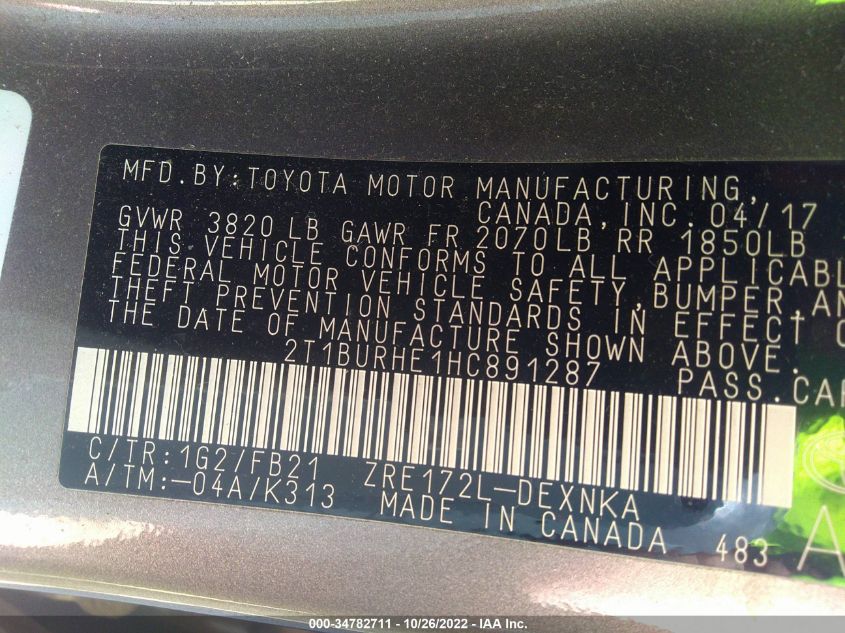 MFD.BY:TOYOTA MOTOR MANUFACTURING,
CANADA,INC.04/17
GVWR 3820LB GAWR FR 2070LB RR 1850LB
THIS VEHICLE CONFORMS TO ALL APPLICABL
FEDERAL MOTOR VEHICLE SAFETY,BUMPER,AN
THEFT PREVENTION STANDARDS IN EFFECT O
THE DATE OF MANUFACTURE SHOWN ABOVE.
2T1BURHE1HC891287 PASS.CAR
C/TR:1G2/FB21 ZRE172L-DEXNKA
A/TM:-04A/K313 MADE IN CANADA 483
000-34782711 - 10/26/2022 - IAA Inc.